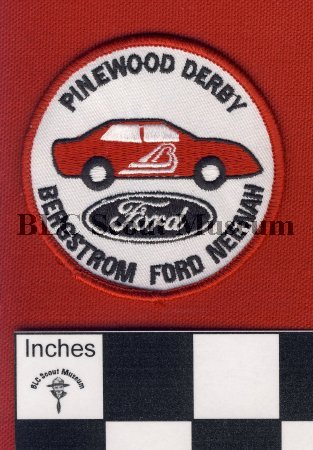 PINEWOOD DERBY
B
Ford
BLC Scout Museum
BERGSTROM FORD NEENAH
Inches
BLC Scout Museum